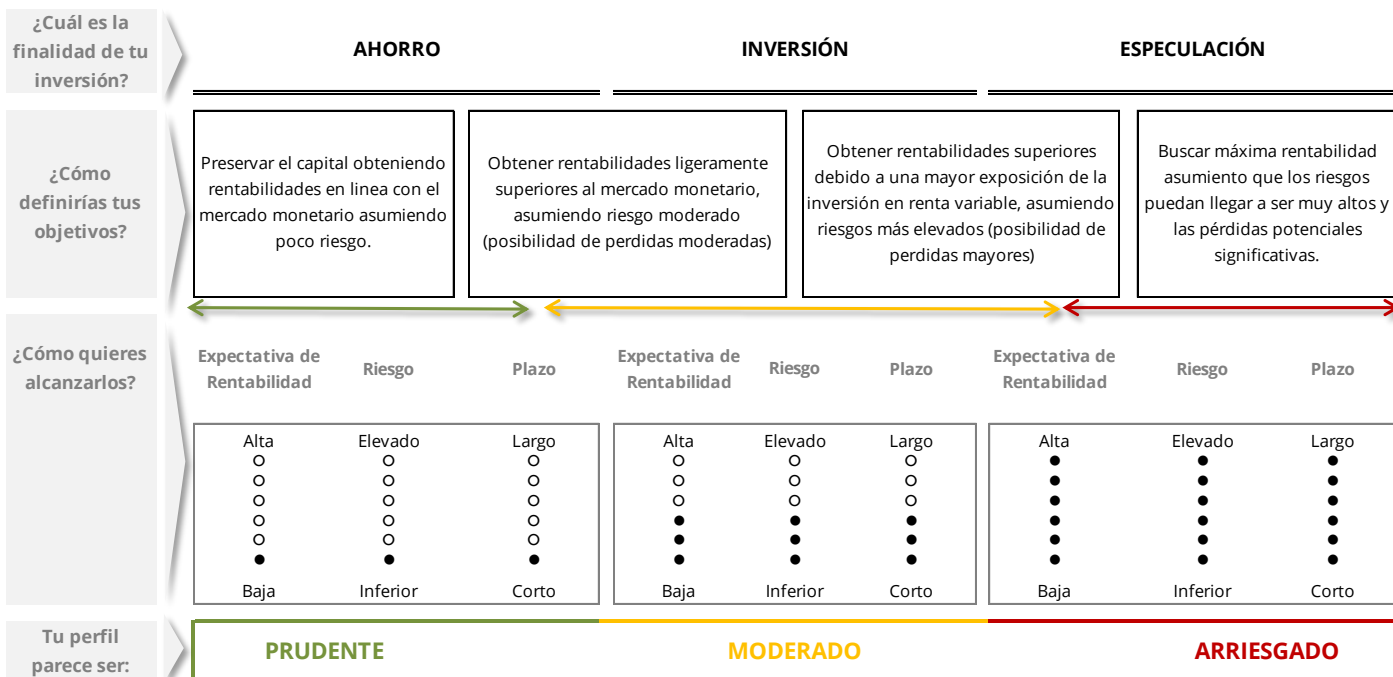 ¿Cuál es la
finalidad de tu
inversión?
AHORRO
INVERSIÓN
ESPECULACIÓN
¿Cómo
definirías tus
objetivos?
Preservar el capital obteniendo
rentabilidades en linea con el
mercado monetario asumiendo
poco riesgo.
Obtener rentabilidades ligeramente
superiores al mercado monetario,
asumiendo riesgo moderado
(posibilidad de perdidas moderadas)
Obtener rentabilidades superiores
debido a una mayor exposición de la
inversión en renta variable, asumiendo
riesgos más elevados (posibilidad de
perdidas mayores)
Buscar máxima rentabilidad
asumiento que los riesgos
puedan llegar a ser muy altos y
las pérdidas potenciales
significativas.
¿Cómo quieres
alcanzarlos?
Expectativa de
Rentabilidad
Riesgo
Plazo
Expectativa de
Rentabilidad
Riesgo
Plazo
Expectativa de
Rentabilidad
Riesgo
Plazo
Alta
Elevado
Largo
Alta
Elevado
Largo
Alta
Elevado
Largo
Baja
Inferior
Corto
Baja
Inferior
Corto
Baja
Inferior
Corto
Tu perfil
parece ser:
PRUDENTE
MODERADO
ARRIESGADO